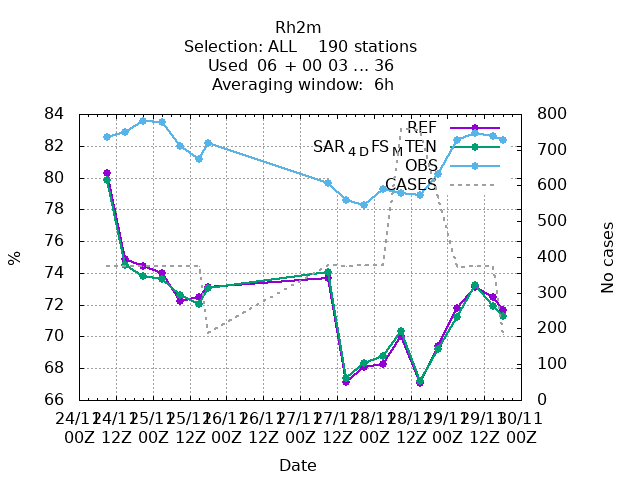 Rh2m
Selection: ALL 190 stations
Used 06 + 00 03 ... 36
Averaging window: 6h
84
82
80
78
76
74
72
70
68
66
%
800
700
600
500
400
300
200
100
0
No cases
REF
SAR4DFSMTEN
OBS
CASES
24/11 24/11 25/11 25/11 26/11 26/11 27/11 27/11 28/11 28/11 29/11 29/11 30/11
00Z 12Z 00Z 12Z 00Z 12Z 00Z 12Z 00Z 12Z 00Z 12Z 00Z
Date